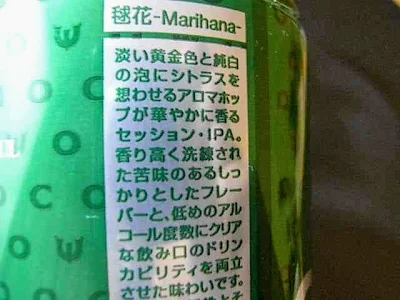 毬花-Marihana-
淡い黄金色と純白
の泡にシトラスを
想わせるアロマホッ
プが華やかに香る
セッション・IPA。
香り高く洗練され
た苦味のあるしっ
かりとしたフレー
バーと、低めのアル
コール度数にクリア
な飲み口のドリン
カビリティを両立
させた味わいです。